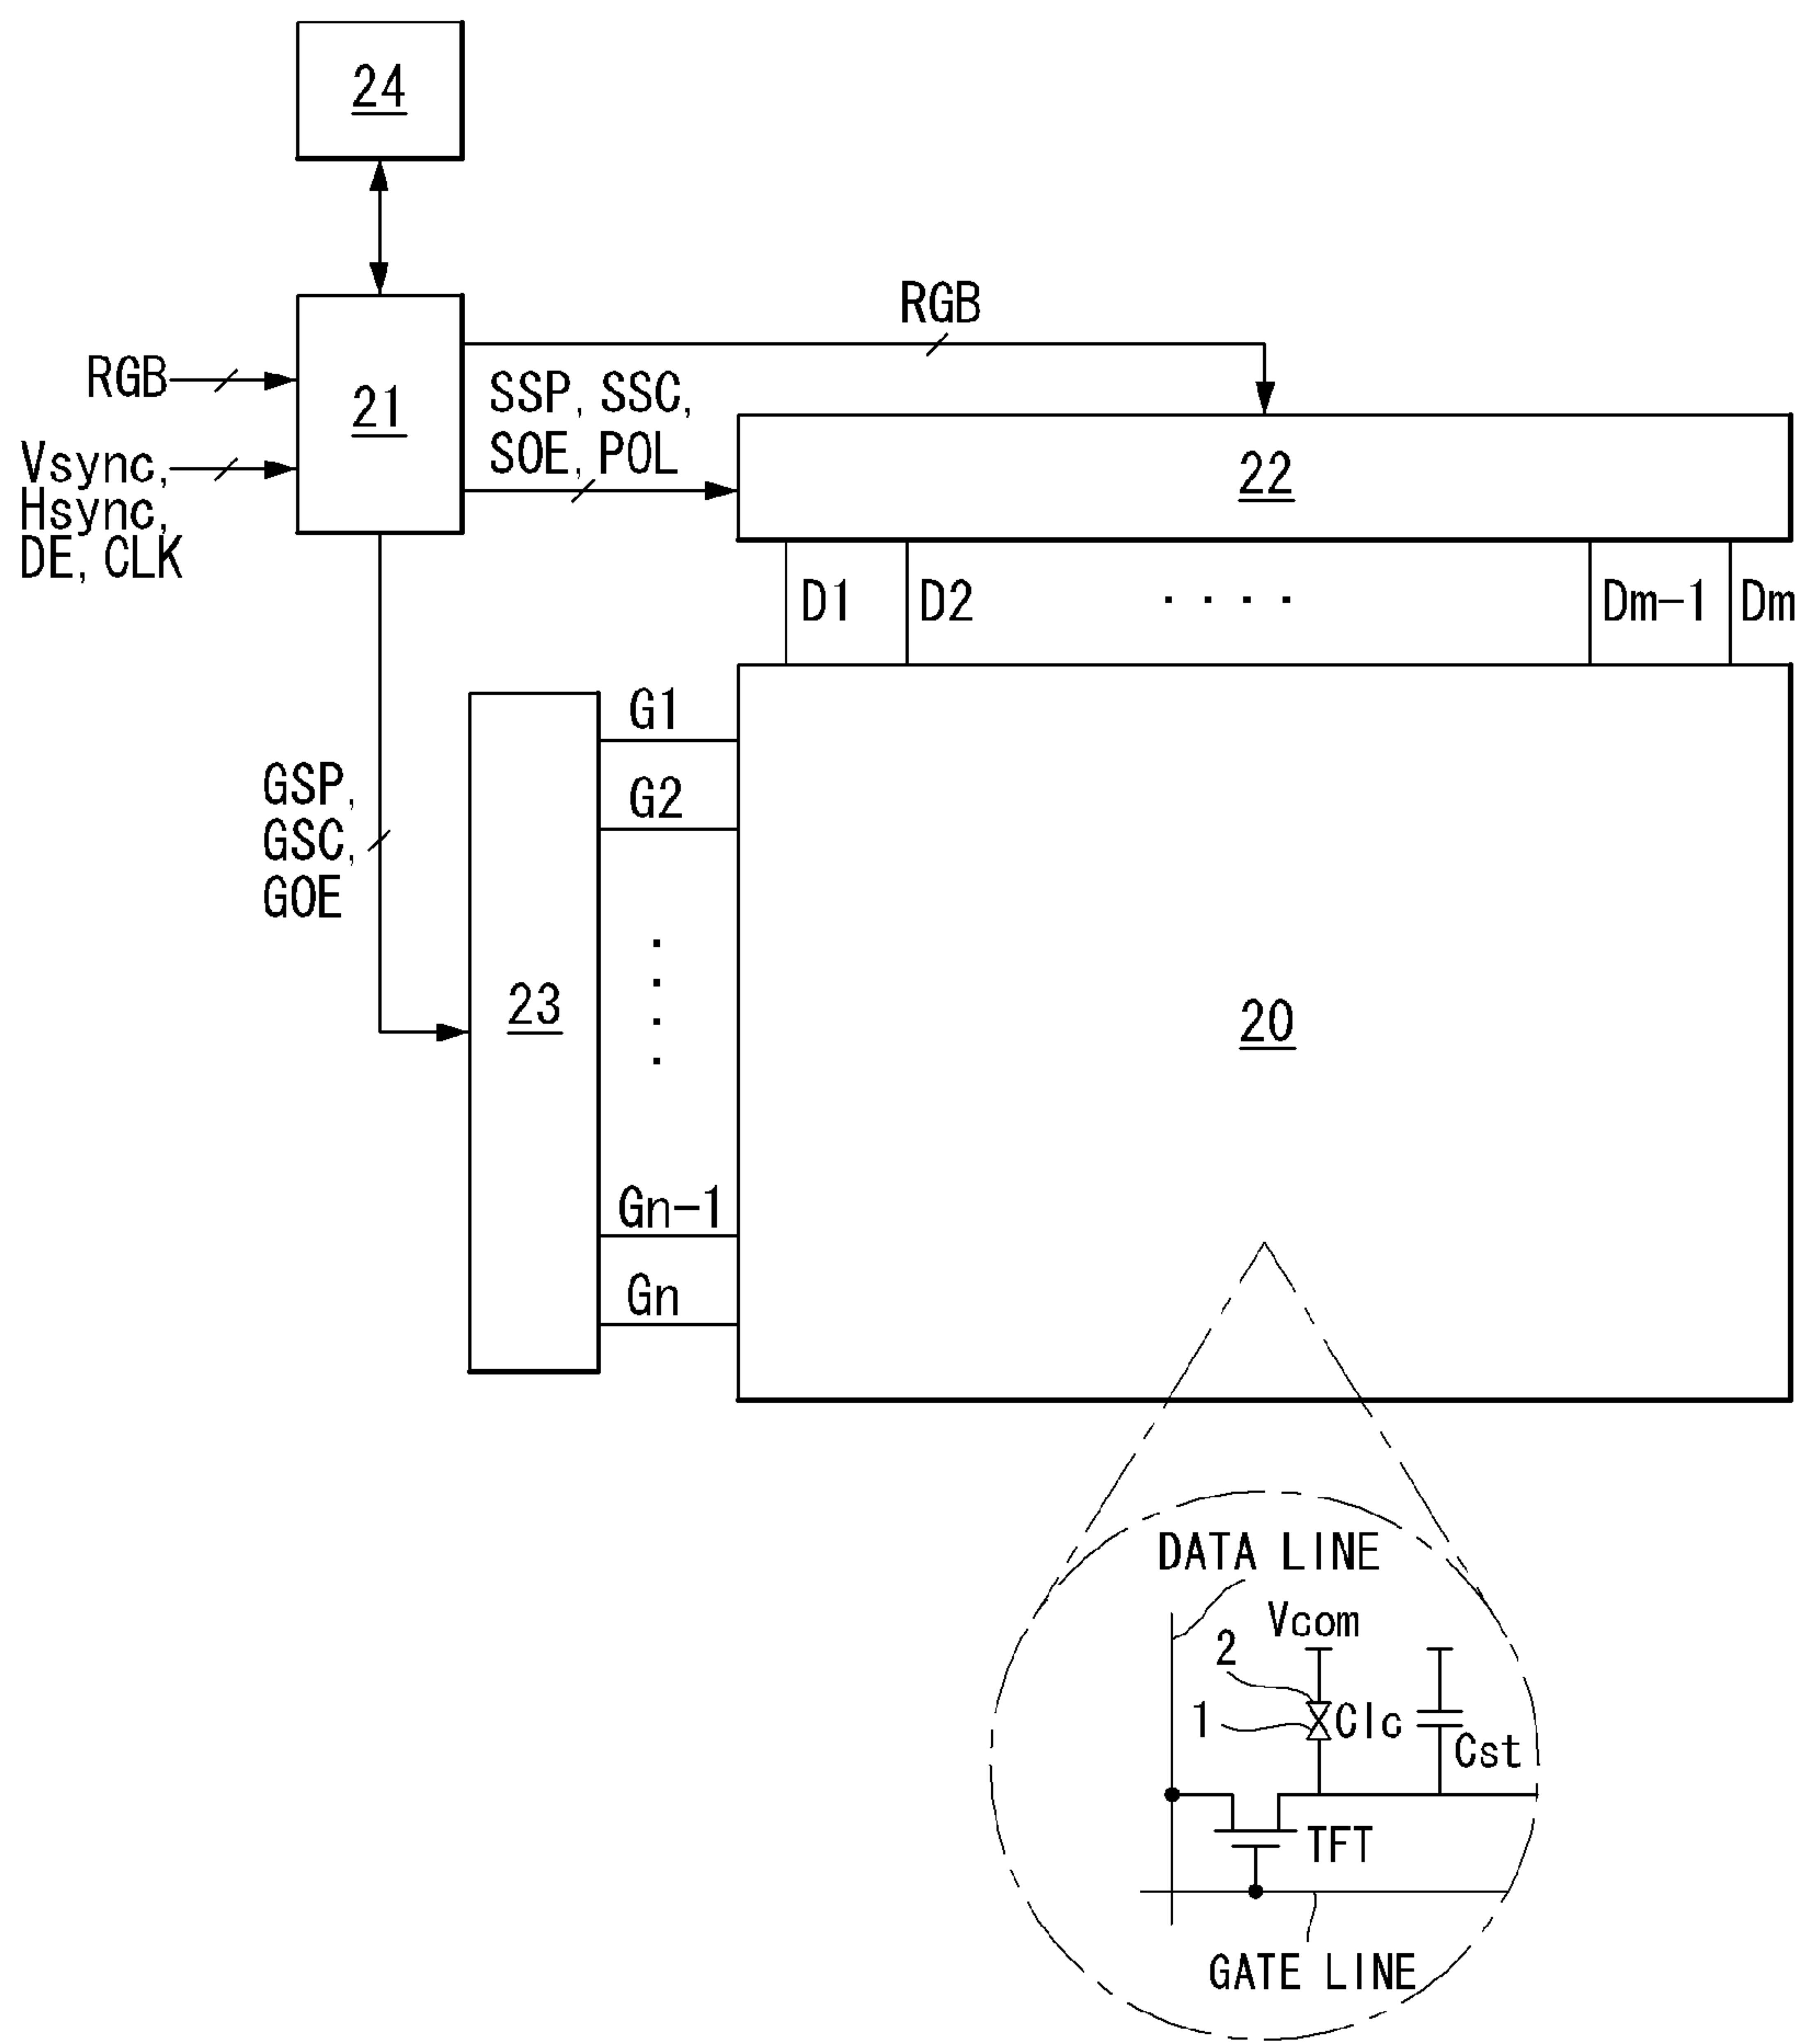 24
RGB
RGB
21
SSP, SSC,
SOE, POL
Vsync,
Hsync,
DE, CLK
22
D1
D2
· · · ·
Dm-1
Dm
G1
G2
GSP,
GSC,
GOE
23
20
Gn-1
Gn
DATA LINE
Vcom
2
1
Clc
Cst
TFT
GATE LINE